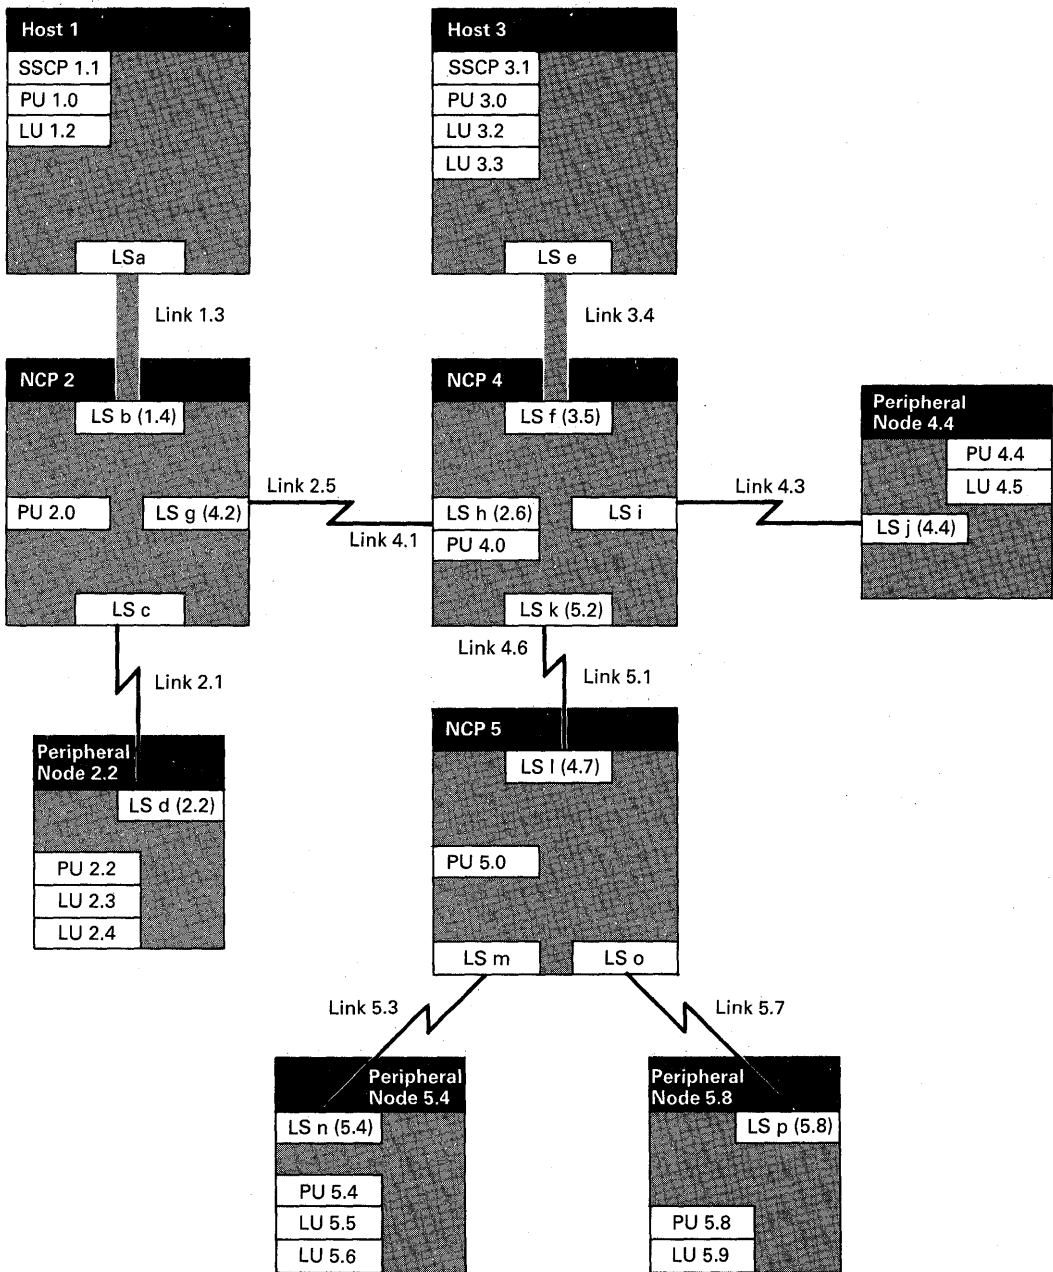 Host 1
SSCP 1.1
PU 1.0
LU 1.2
LSa
Host 3
SSCP 3.1
PU 3.0
LU 3.2
LU 3.3
LS e
Link 1.3
Link 3.4
NCP 2
LS b (1.4)
PU 2.0
LS g (4.2)
LS c
Link 2.5
Link 4.1
NCP 4
LS f (3.5)
LS h (2.6)
PU 4.0
LS i
LS k (5.2)
Link 4.3
Peripheral
Node 4.4
PU 4.4
LU 4.5
LS j (4.4)
Link 2.1
Peripheral
Node 2.2
LS d (2.2)
PU 2.2
LU 2.3
LU 2.4
Link 4.6
Link 5.1
NCP 5
LS l (4.7)
PU 5.0
LS m
LS o
Link 5.3
Link 5.7
Peripheral
Node 5.4
LS n (5.4)
PU 5.4
LU 5.5
LU 5.6
Peripheral
Node 5.8
LS p (5.8)
PU 5.8
LU 5.9